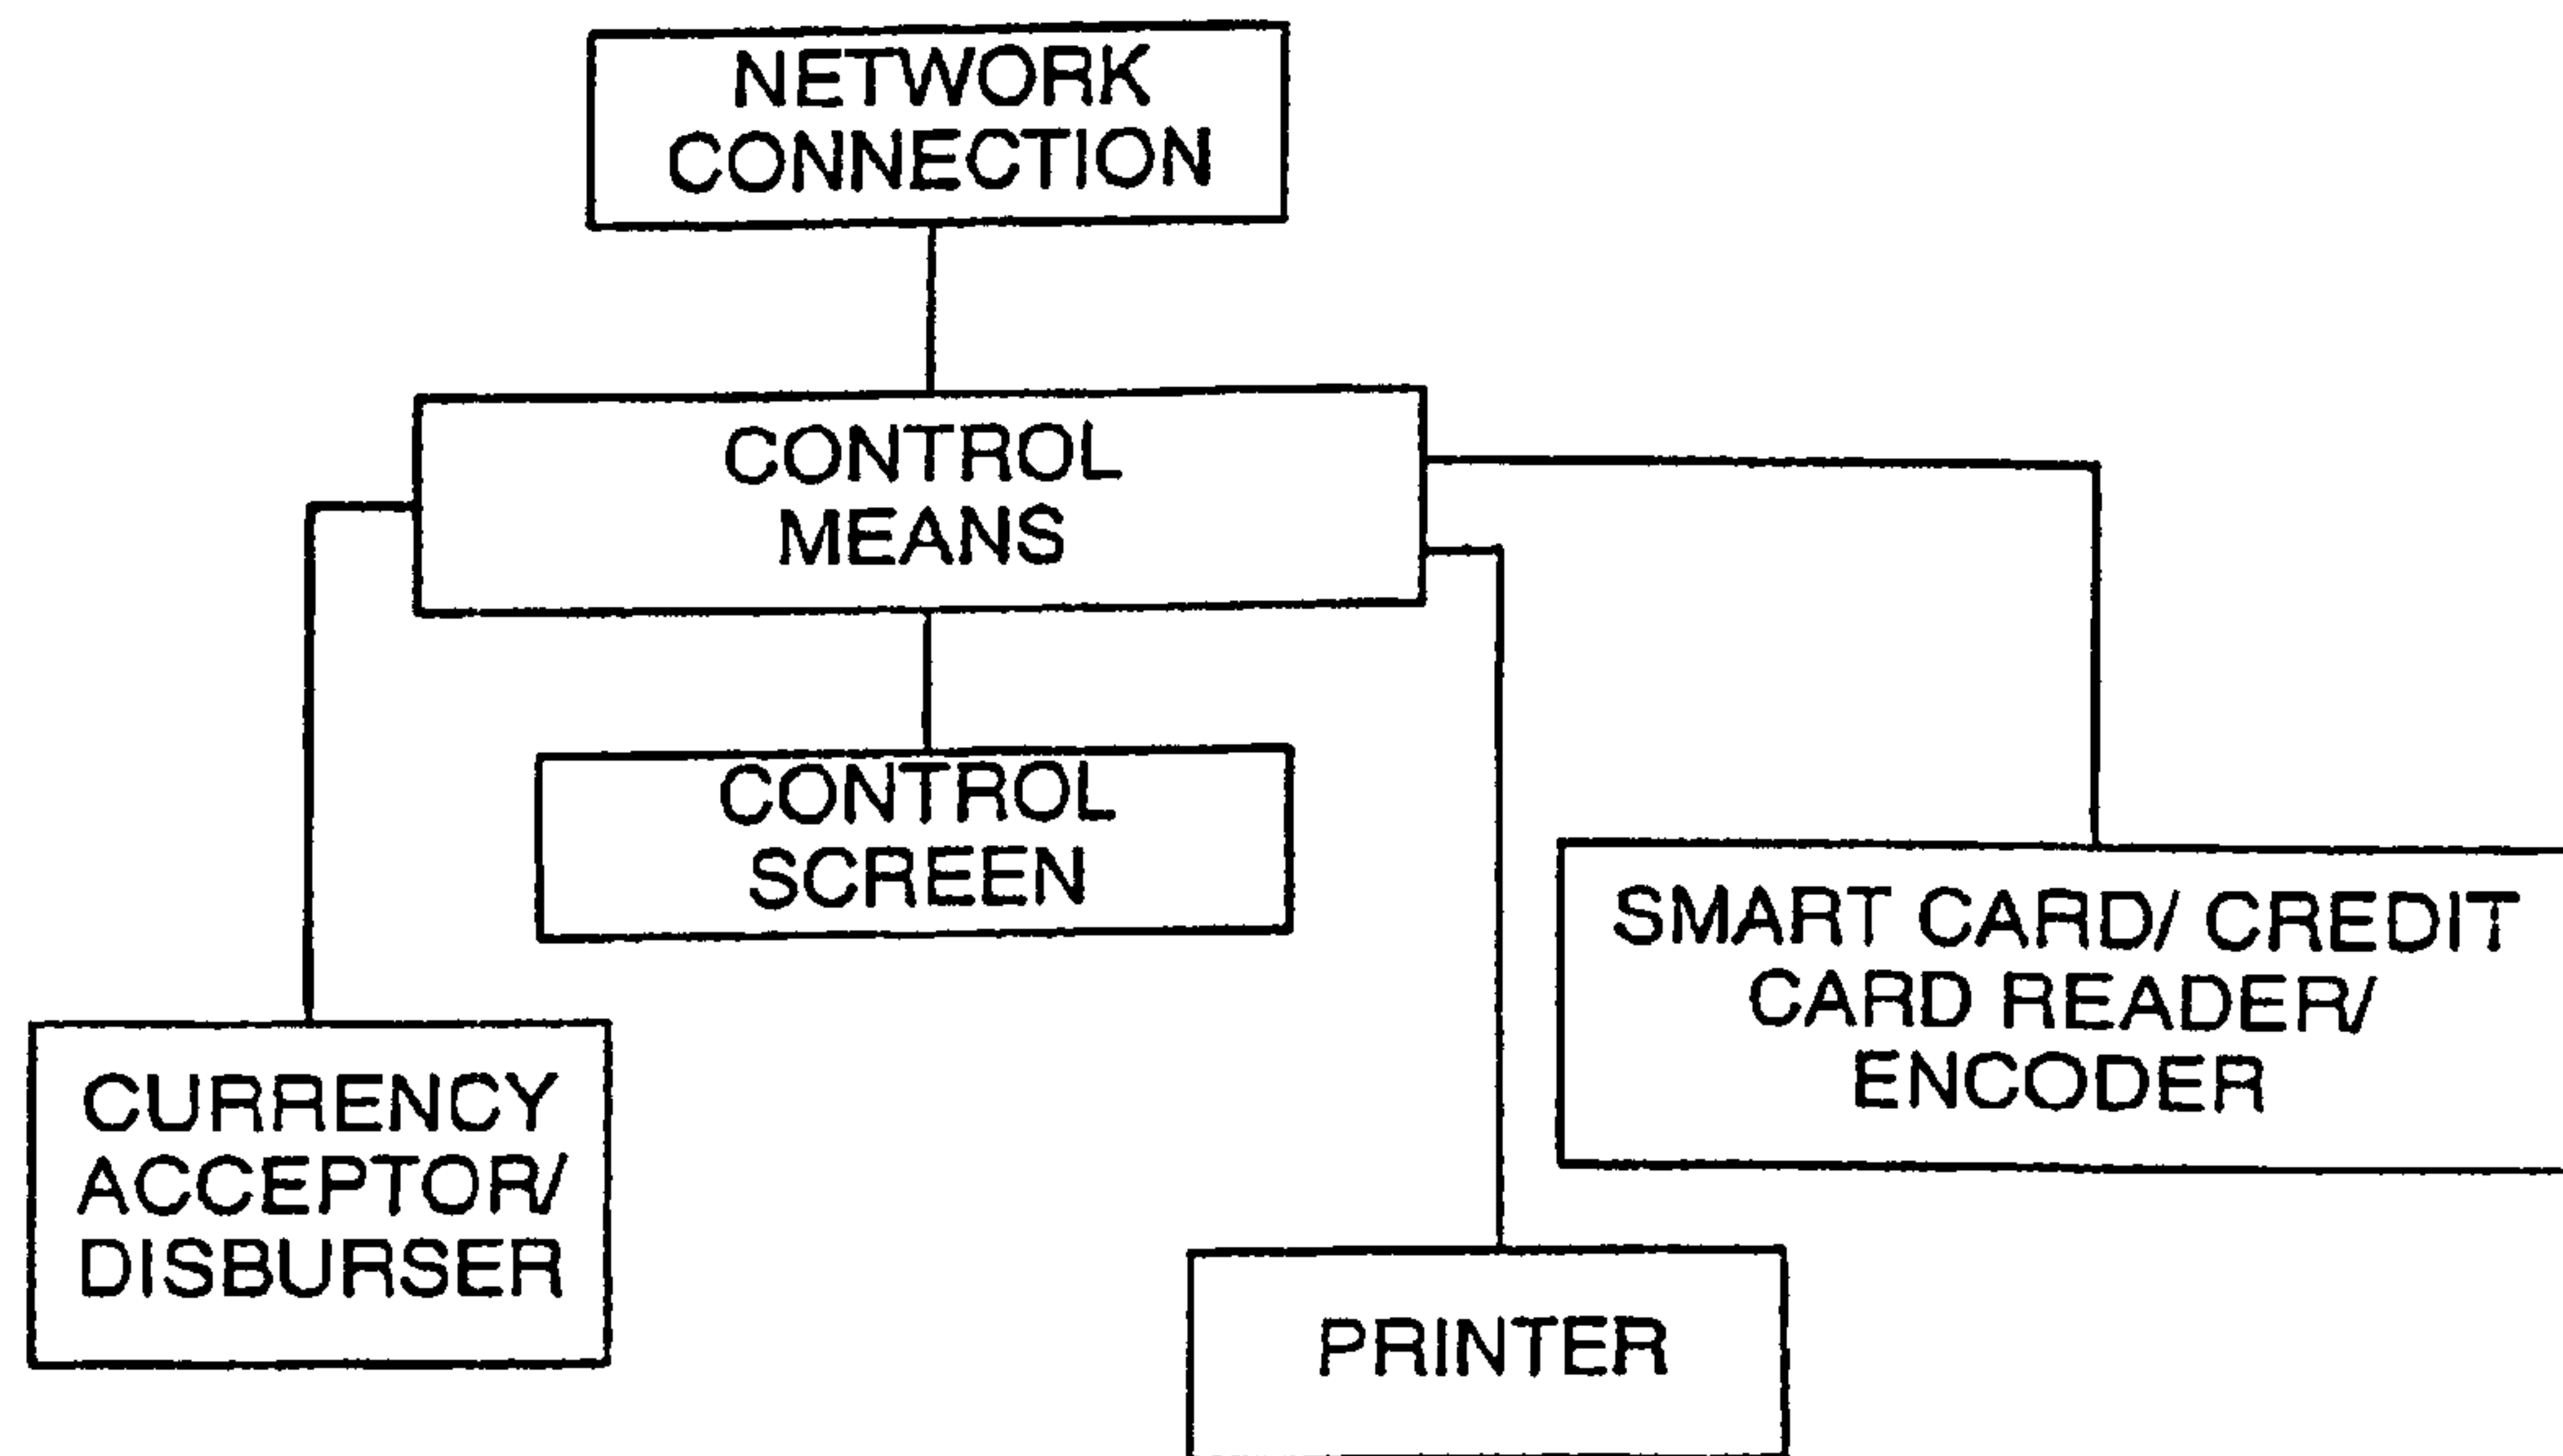 NETWORK
CONNECTION
CONTROL
MEANS
CONTROL
SCREEN
SMART CARD/ CREDIT
CARD READER/
ENCODER
CURRENCY
ACCEPTOR/
DISBURSER
PRINTER